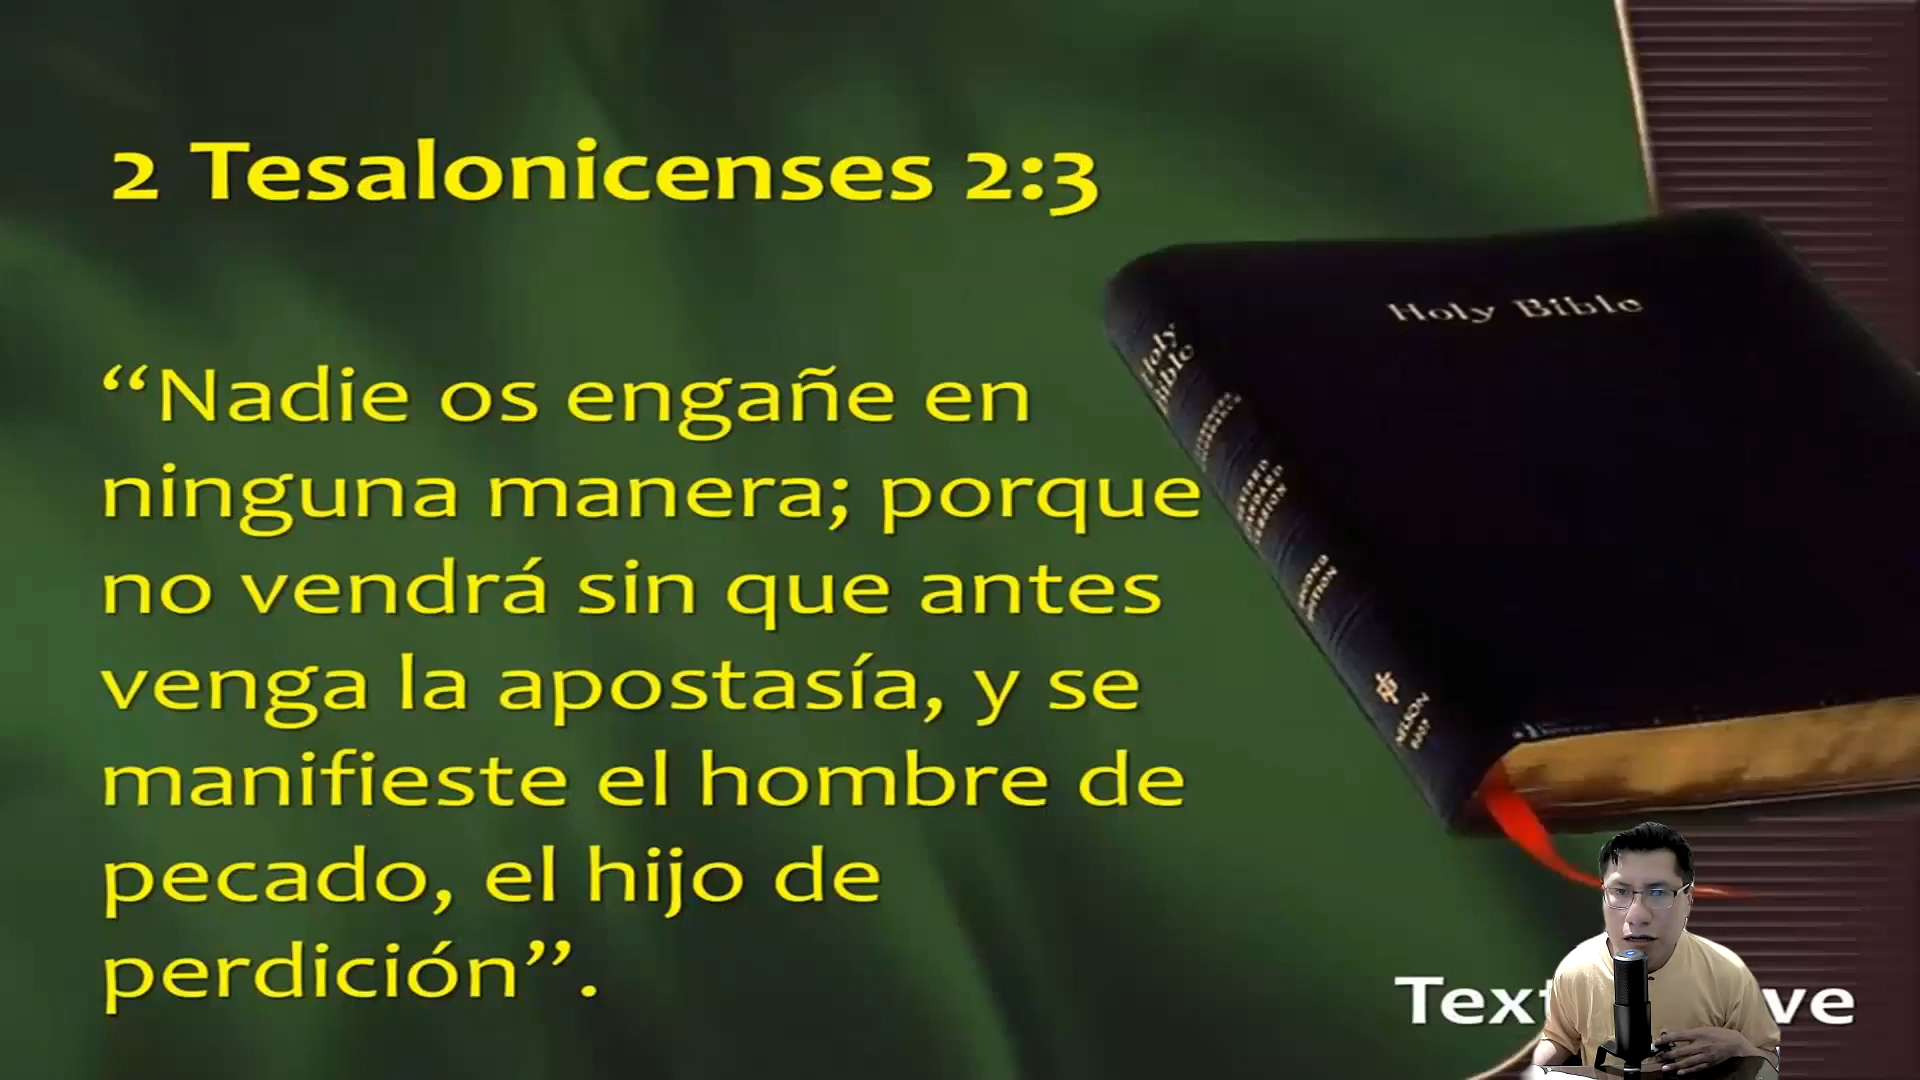 2 Tesalonicenses 2:3
“Nadie os engañe en
ninguna manera; porque
no vendrá sin que antes
venga la apostasía, y se
manifieste el hombre de
pecado, el hijo de
perdición”.
Holy Bible
Holy
Bible
NELSON